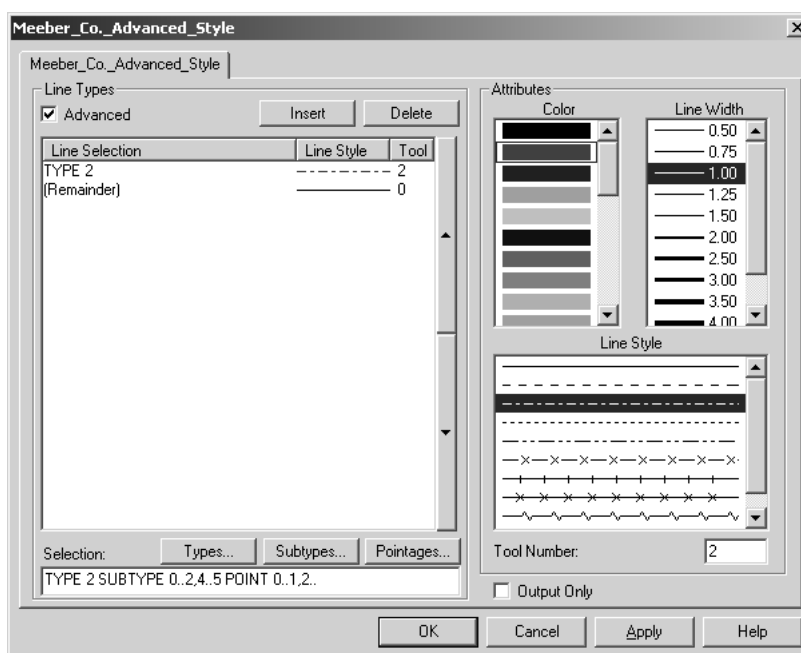 Meeber_Co._Advanced_Style
Meeber_Co._Advanced_Style
Line Types
Advanced
Insert
Delete
Line Selection Line Style Tool
TYPE 2 2
(Remainder) 0
Selection:
Types...
Subtypes...
Pointages...
TYPE 2 SUBTYPE 0..2,4..5 POINT 0..1,2..
Attributes
Color
Line Width
0.50
0.75
1.00
1.25
1.50
2.00
2.50
3.00
3.50
4.00
Line Style
Tool Number:
2
Output Only
OK
Cancel
Apply
Help